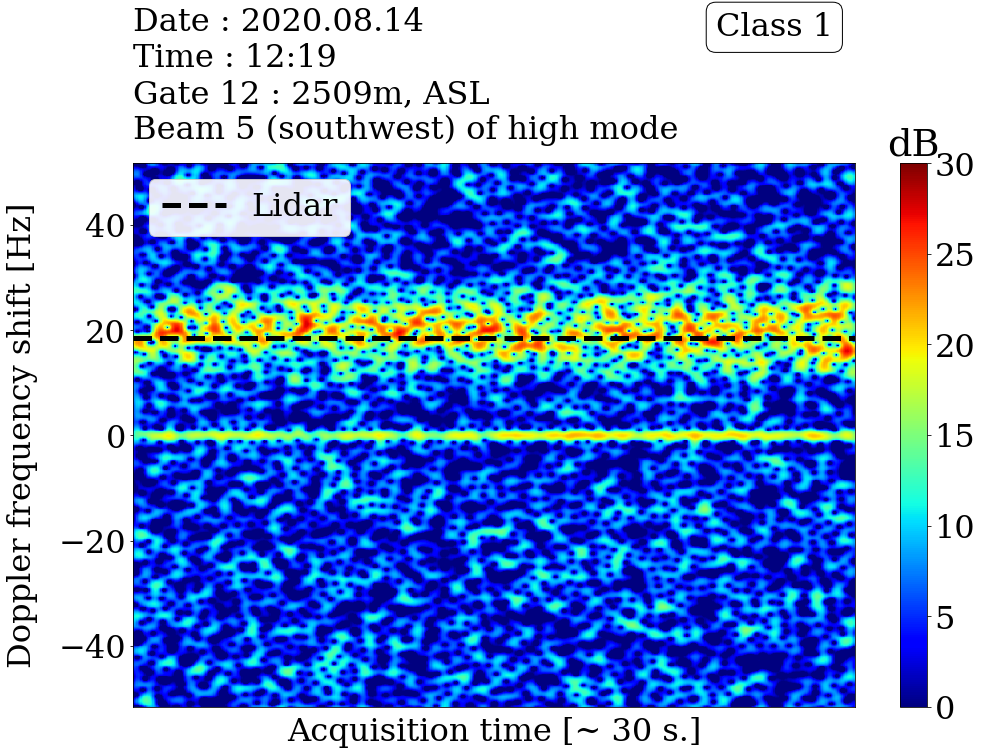 Date : 2020.08.14
Time : 12:19
Gate 12 : 2509m, ASL
Beam 5 (southwest) of high mode
Class 1
dB
Lidar
Doppler frequency shift [Hz]
40
20
0
−20
−40
Acquisition time [~ 30 s.]
30
25
20
15
10
5
0